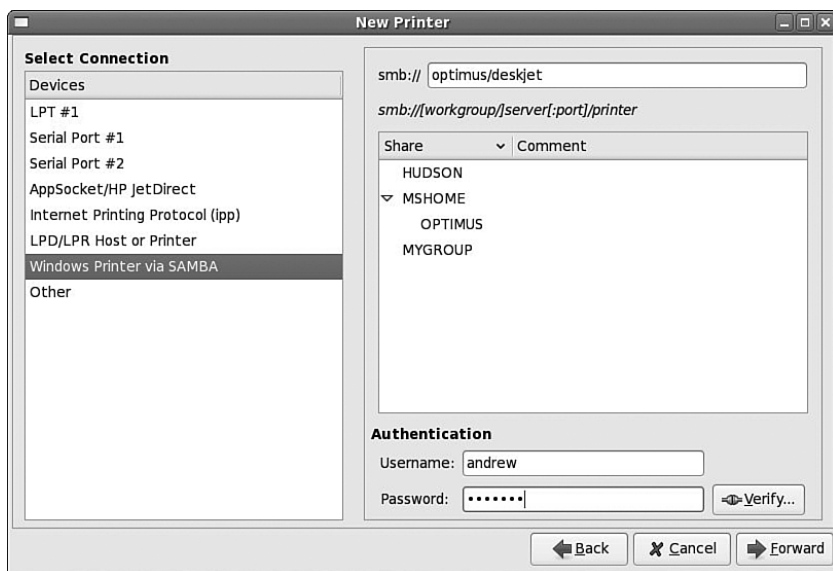 New Printer
Select Connection
Devices
LPT #1
Serial Port #1
Serial Port #2
AppSocket/HP JetDirect
Internet Printing Protocol (ipp)
LPD/LPR Host or Printer
Windows Printer via SAMBA
Other
smb:// optimus/deskjet
smb://[workgroup/]server[:port]/printer
Share Comment
HUDSON
MSHOME
OPTIMUS
MYGROUP
Authentication
Username: andrew
Password: •••••••
Verify...
Back Cancel Forward